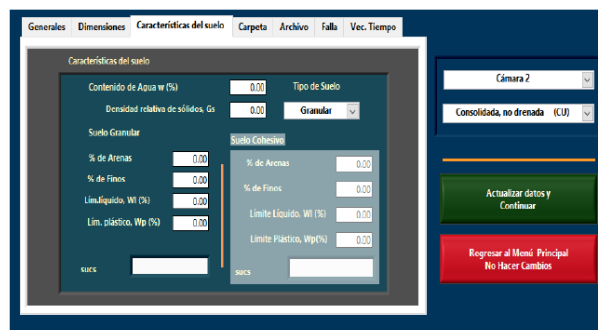 Generales Dimensiones Características del suelo Carpeta Archivo Falla Vec. Tiempo
Características del suelo
Contenido de Agua w (%) 0.00 Tipo de Suelo
Densidad relativa de sólidos, Gs 0.00 Granular
Suelo Granular
% de Arenas 0.00
% de Finos 0.00
Lim.líquido, Wl (%) 0.00
Lim. plástico, Wp (%) 0.00
sucs
Suelo Cohesivo
% de Arenas 0.00
% de Finos 0.00
Limite Líquido, Wl (%) 0.00
Limite Plástico, Wp(%) 0.00
sucs
Cámara 2
Consolidada, no drenada (CU)
Actualizar datos y
Continuar
Regresar al Menú Principal
No Hacer Cambios